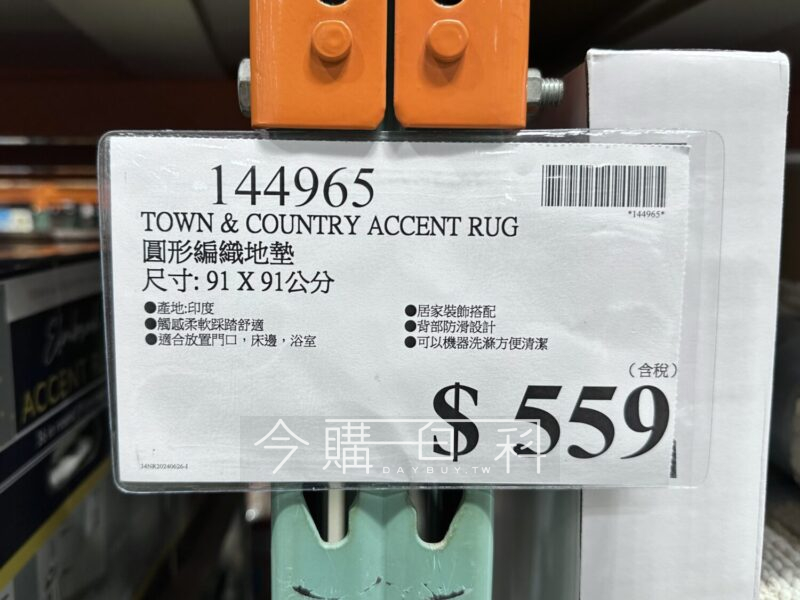 144965
*144965*
TOWN & COUNTRY ACCENT RUG
圓形編織地墊
尺寸: 91 X 91公分
●產地:印度
●觸感柔軟踩踏舒適
●適合放置門口，床邊，浴室
●居家裝飾搭配
●背部防滑設計
●可以機器洗滌方便清潔
(含稅)
$ 559
今購百科
DAYBUY.TW
34NR20240626-I
ACCENT